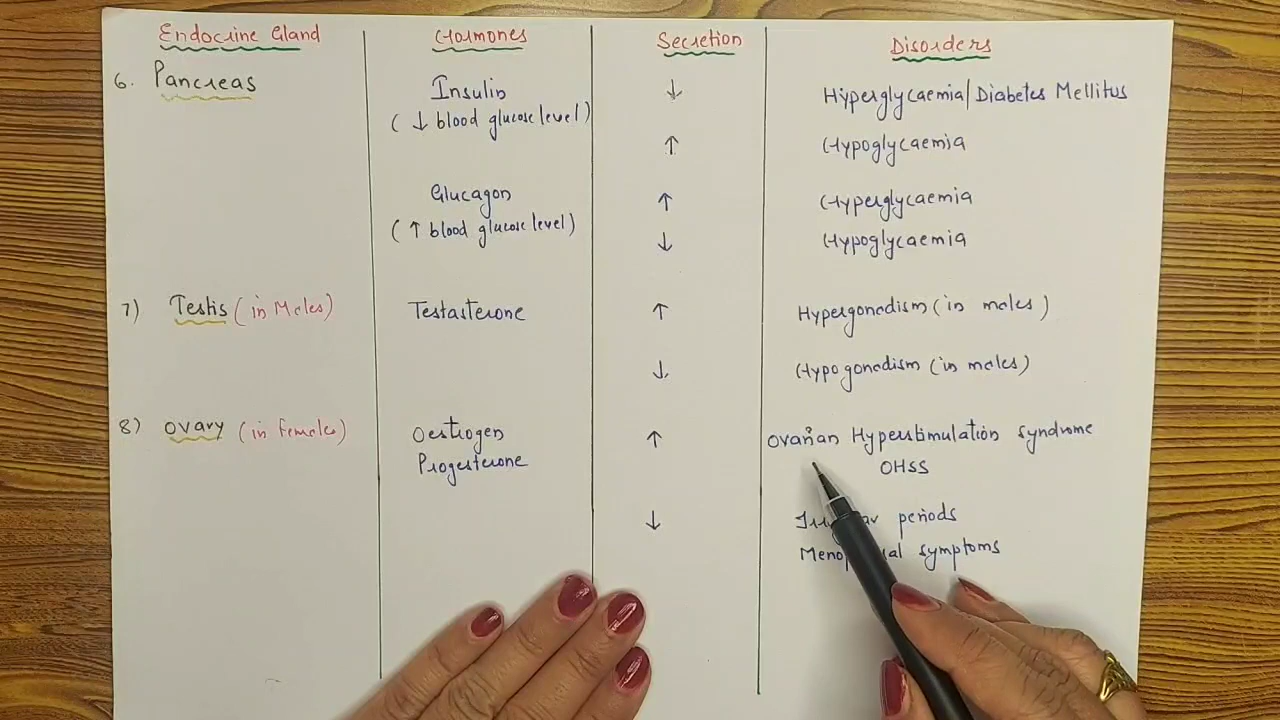 Endocrine Gland Hormones Secretion Disorders
6. Pancreas Insulin ↓ Hyperglycaemia/Diabetes Mellitus
(↓ blood glucose level)
↑ Hypoglycaemia
Glucagon ↑ Hyperglycaemia
(↑ blood glucose level) ↓ Hypoglycaemia
7) Testis (in Males) Testasterone ↑ Hypergonadism (in males)
↓ Hypogonadism (in males)
8) Ovary (in Females) Oestrogen ↑ Ovarian Hyperstimulation Syndrome
Progesterone OHSS
↓ periods
symptoms